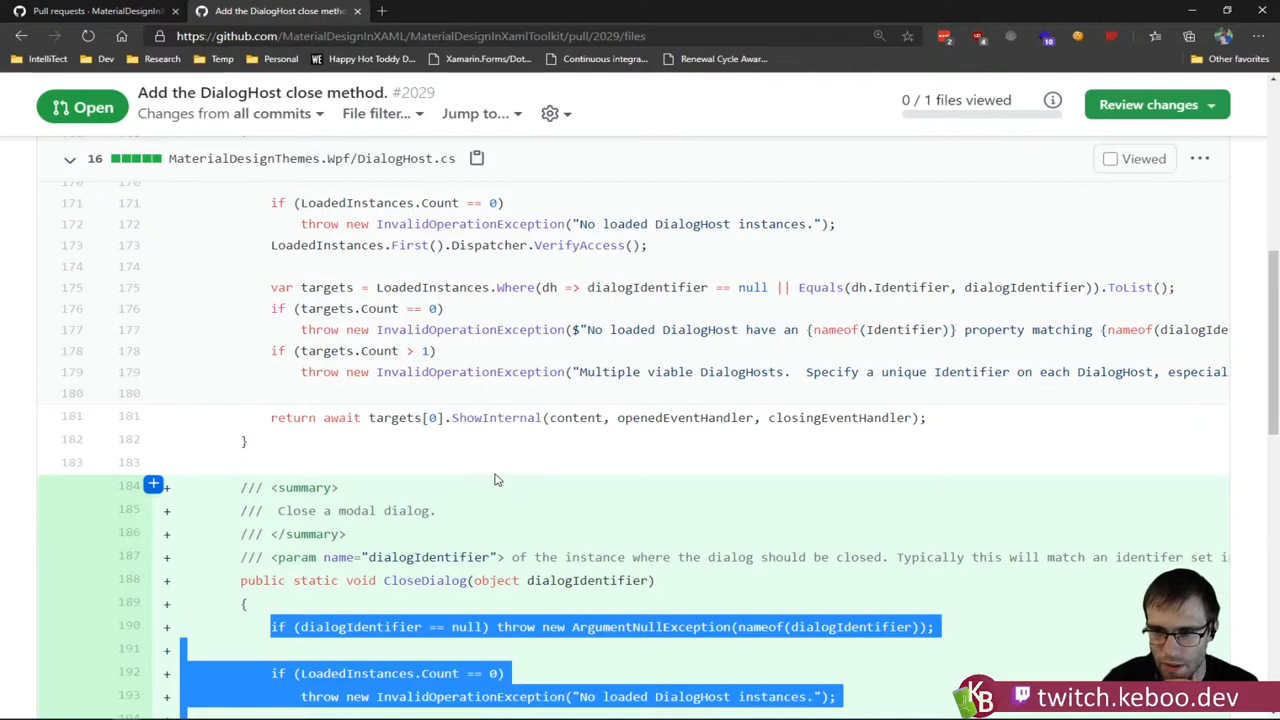 Pull requests · MaterialDesignInX
Add the DialogHost close metho
https://github.com/MaterialDesignInXAML/MaterialDesignInXamlToolkit/pull/2029/files
2
4
10
IntelliTect
Dev
Research
Temp
Personal
WE Happy Hot Toddy D...
Xamarin.Forms/Dot...
Continuous integra...
Renewal Cycle Awar...
Other favorites
Open
Add the DialogHost close method. #2029
Changes from all commits
File filter...
Jump to...
0 / 1 files viewed
Review changes
16 MaterialDesignThemes.Wpf/DialogHost.cs
Viewed
170 170
171 171 if (LoadedInstances.Count == 0)
172 172 throw new InvalidOperationException("No loaded DialogHost instances.");
173 173 LoadedInstances.First().Dispatcher.VerifyAccess();
174 174
175 175 var targets = LoadedInstances.Where(dh => dialogIdentifier == null || Equals(dh.Identifier, dialogIdentifier)).ToList();
176 176 if (targets.Count == 0)
177 177 throw new InvalidOperationException($"No loaded DialogHost have an {nameof(Identifier)} property matching {nameof(dialogIde
178 178 if (targets.Count > 1)
179 179 throw new InvalidOperationException("Multiple viable DialogHosts.  Specify a unique Identifier on each DialogHost, especial
180 180
181 181 return await targets[0].ShowInternal(content, openedEventHandler, closingEventHandler);
182 182 }
183 183
184 + /// <summary>
185 + ///  Close a modal dialog.
186 + /// </summary>
187 + /// <param name="dialogIdentifier"> of the instance where the dialog should be closed. Typically this will match an identifer set i
188 + public static void CloseDialog(object dialogIdentifier)
189 + {
190 + if (dialogIdentifier == null) throw new ArgumentNullException(nameof(dialogIdentifier));
191 +
192 + if (LoadedInstances.Count == 0)
193 + throw new InvalidOperationException("No loaded DialogHost instances.");
KB twitch.keboo.dev